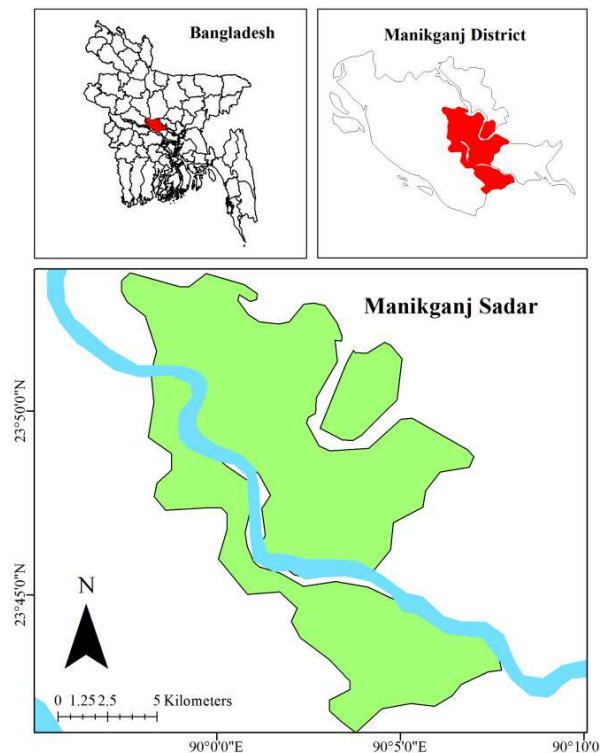 Bangladesh
Manikganj District
Manikganj Sadar
23°50'0"N
23°45'0"N
N
0 1.25 2.5 5 Kilometers
90°0'0"E 90°5'0"E 90°10'0"E